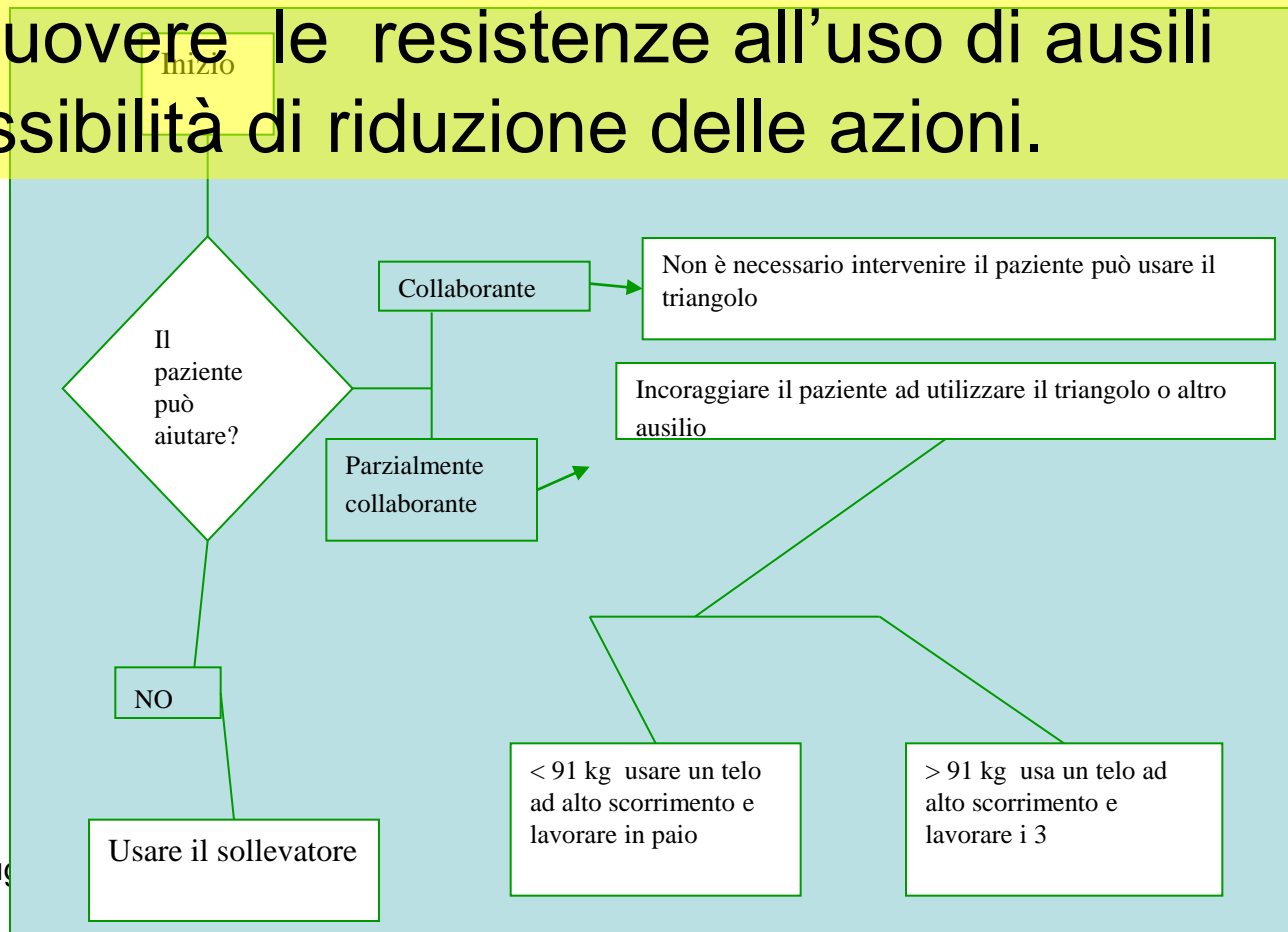 uovere le resistenze all'uso di ausili
ssibilità di riduzione delle azioni.
Inizio
Il
paziente
può
aiutare?
Collaborante
Non è necessario intervenire il paziente può usare il
triangolo
Incoraggiare il paziente ad utilizzare il triangolo o altro
ausilio
Parzialmente
collaborante
NO
Usare il sollevatore
< 91 kg  usare un telo
ad alto scorrimento e
lavorare in paio
> 91 kg  usa un telo ad
alto scorrimento e
lavorare i 3